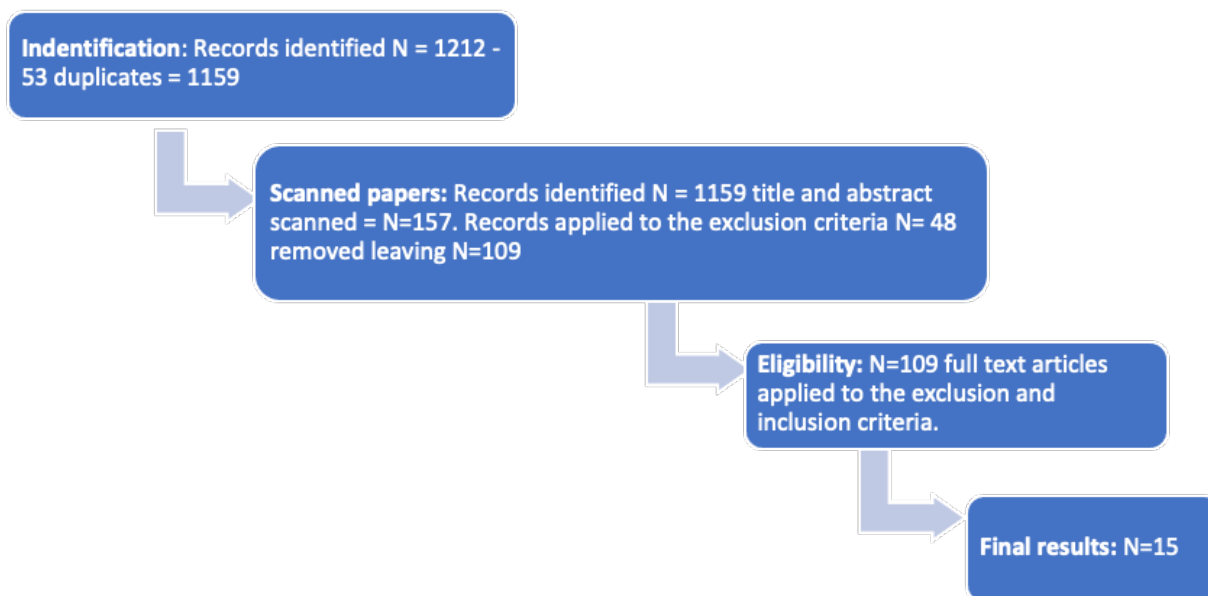 Indentification: Records identified N = 1212 -
53 duplicates = 1159
Scanned papers: Records identified N = 1159 title and abstract
scanned = N=157. Records applied to the exclusion criteria N= 48
removed leaving N=109
Eligibility: N=109 full text articles
applied to the exclusion and
inclusion criteria.
Final results: N=15